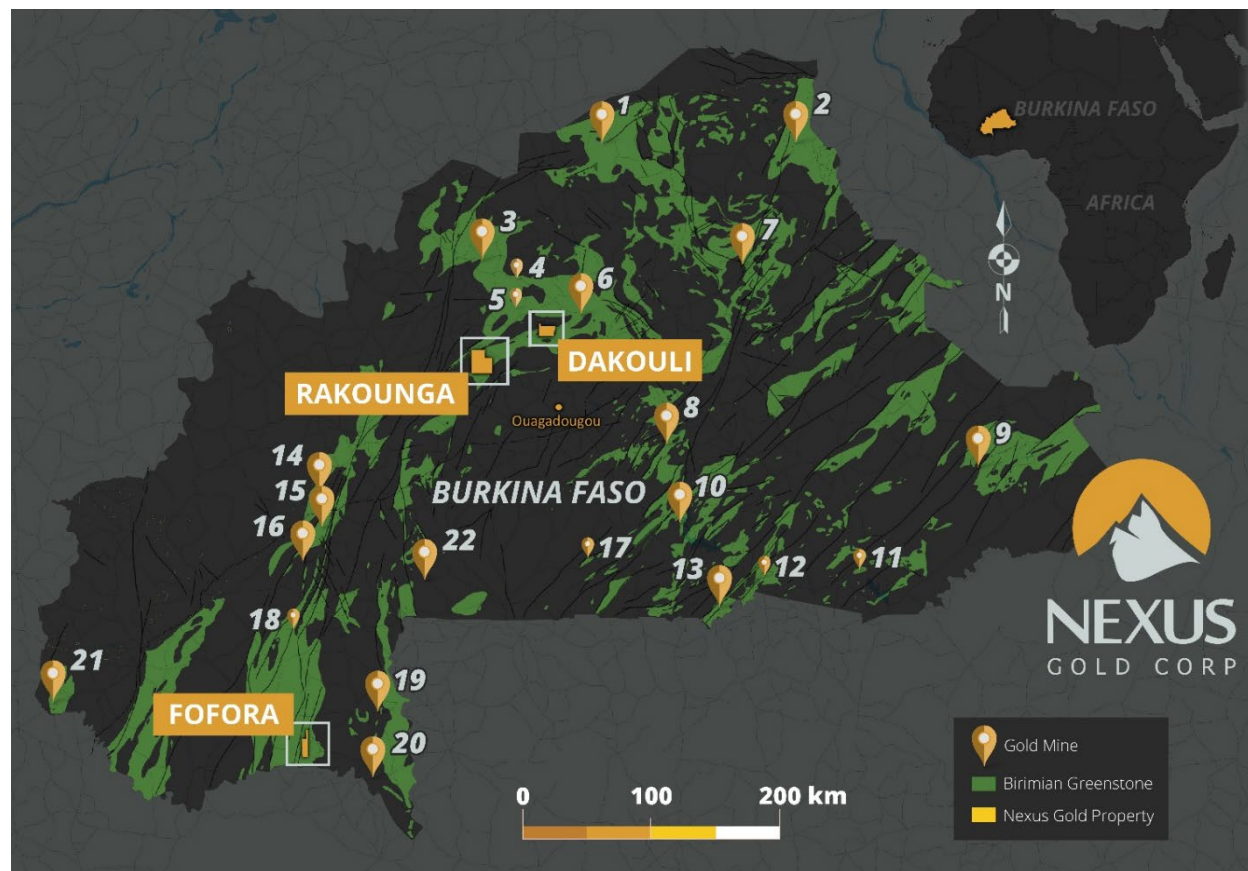 BURKINA FASO
AFRICA
1
2
3
4
5
6
7
DAKOULI
RAKOUNGA
Ouagadougou
8
9
10
BURKINA FASO
14
15
16
22
17
13
12
11
18
21
19
20
FOFORA
N
NEXUS
GOLD CORP
0 100 200 km
Gold Mine
Birimian Greenstone
Nexus Gold Property